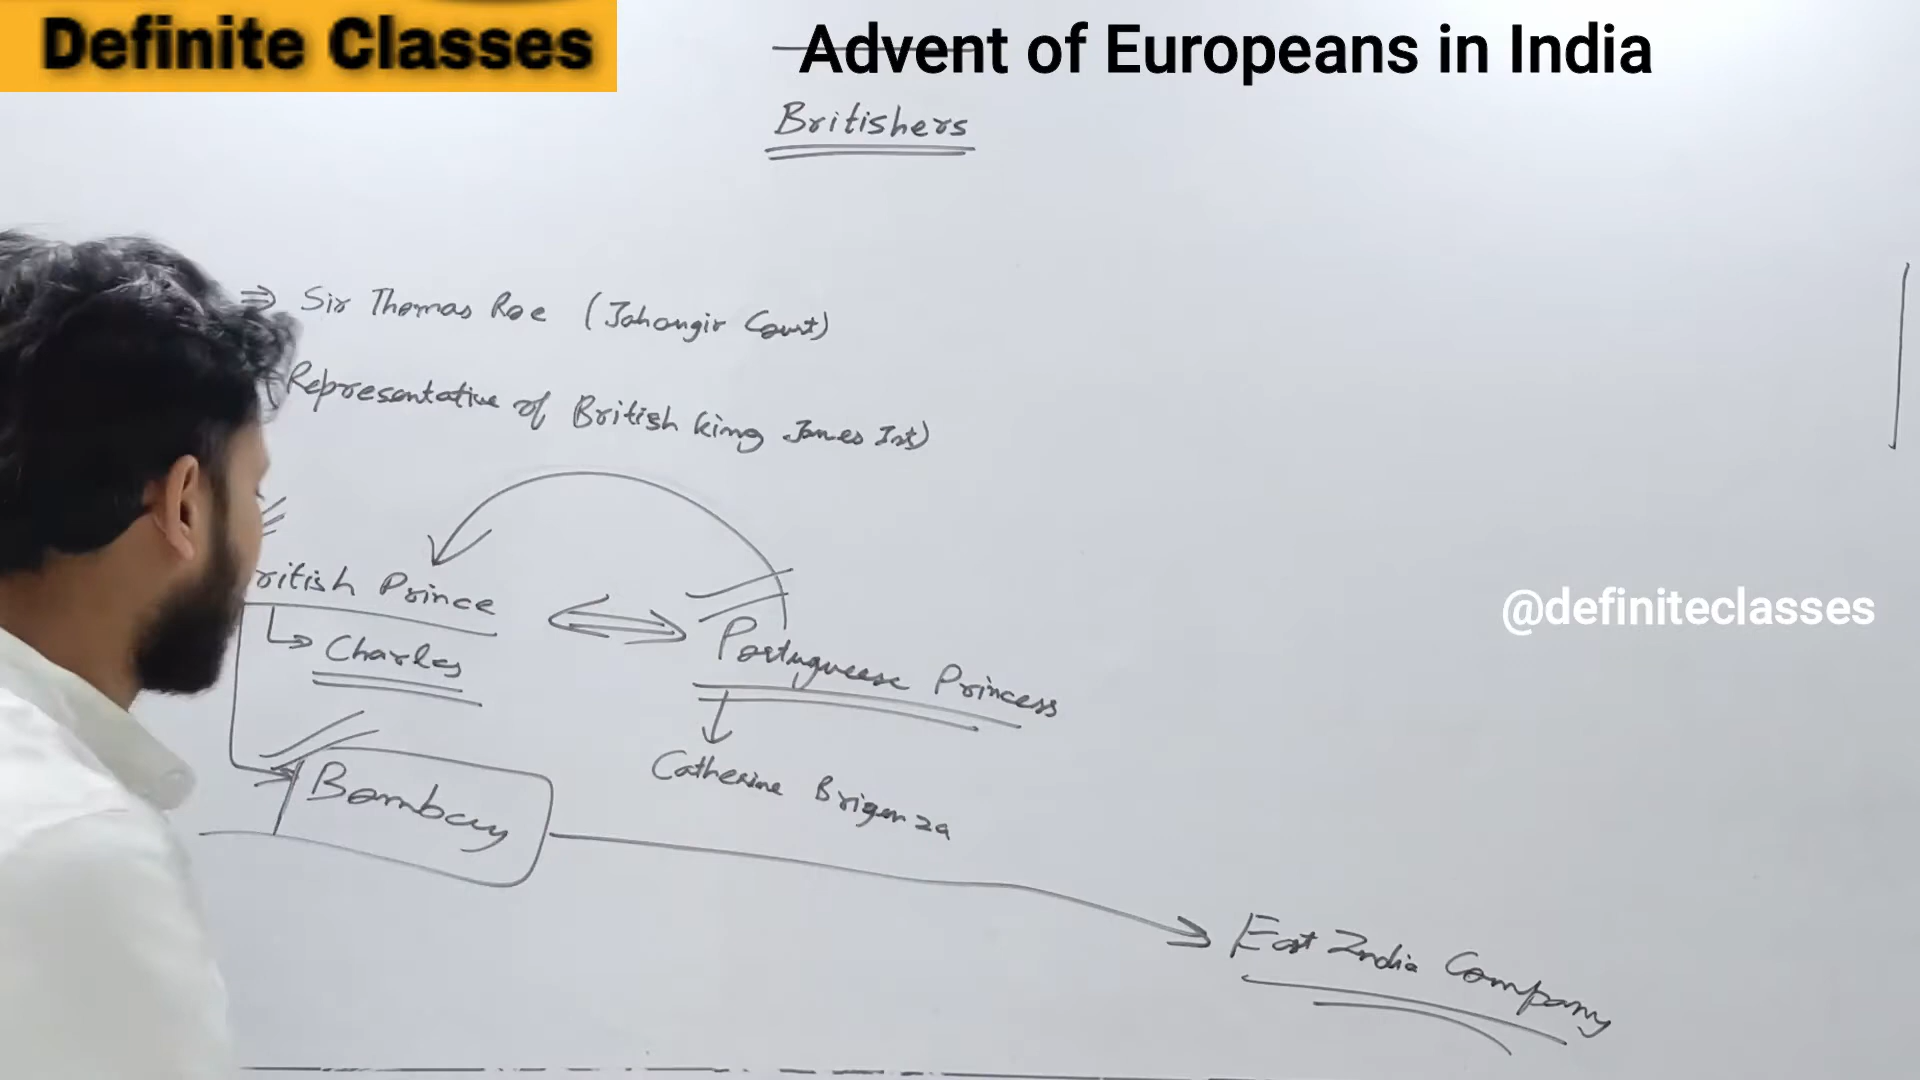 Definite Classes
Advent of Europeans in India
Britishers
⇒ Sir Thomas Roe (Jahangir Court)
(Representative of British king James Ist)
ritish Prince
Charles
Portuguese Princess
Catherine Briganza
Bombay
East India Company
@definiteclasses